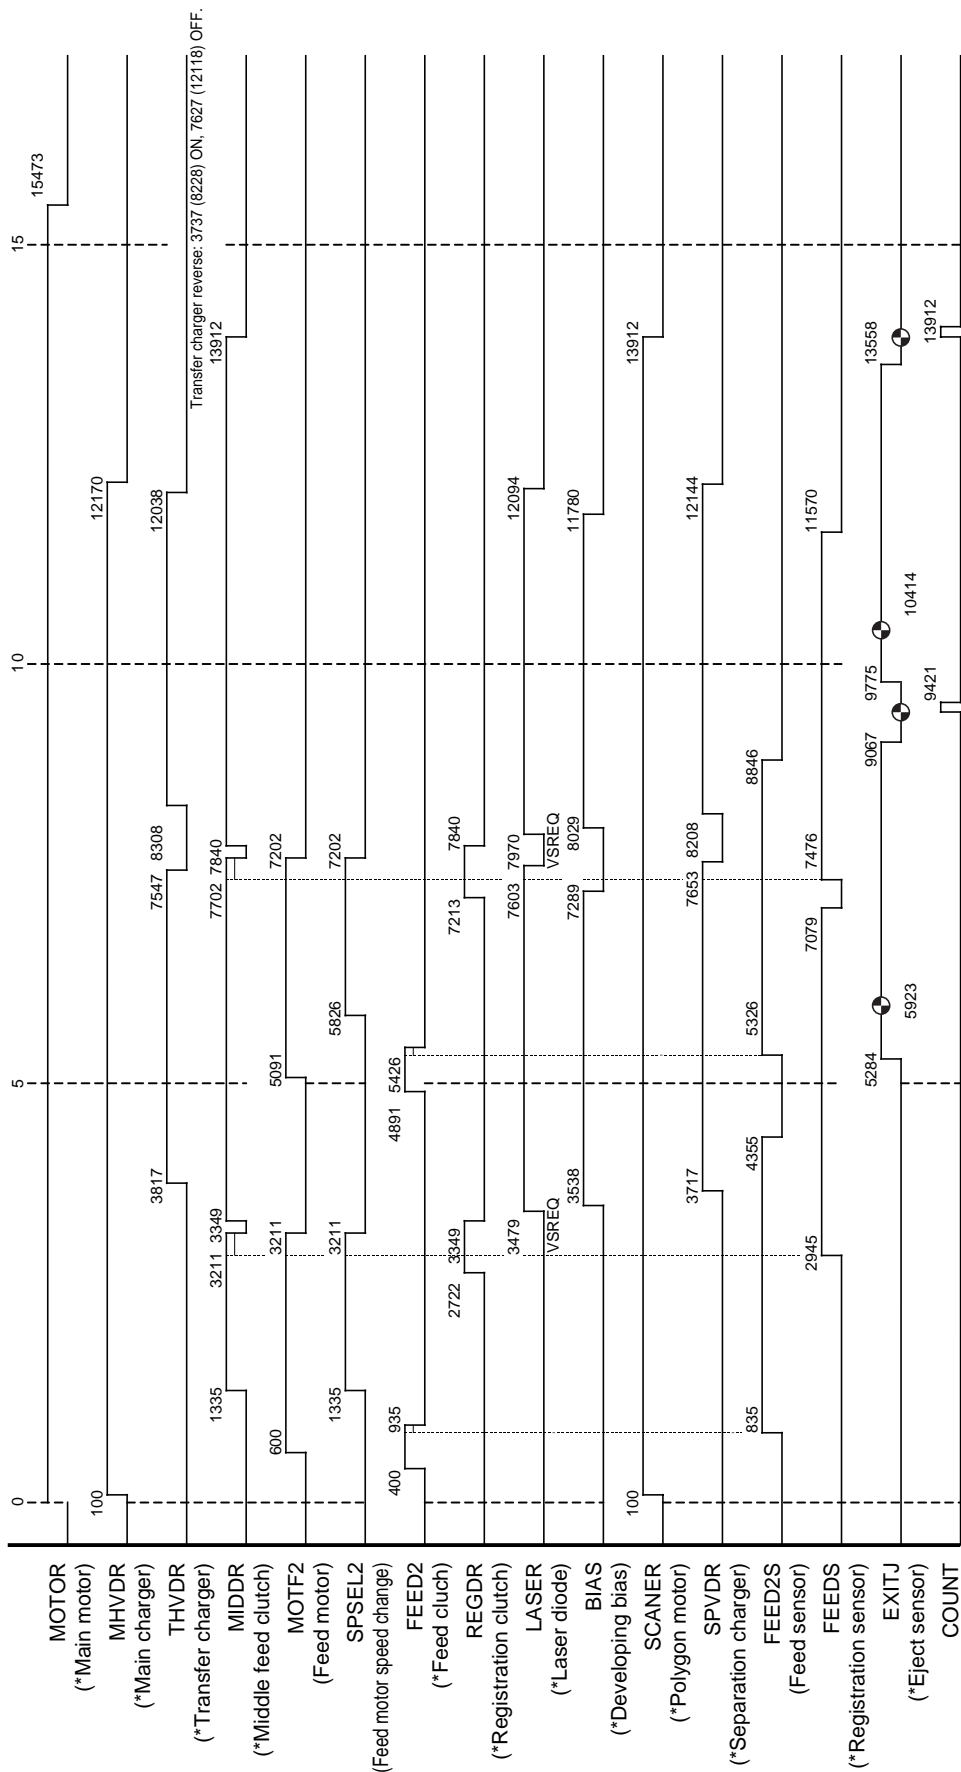 0
5
10
15
MOTOR
(*Main motor)
15473
MHVDR
(*Main charger)
100
12170
THVDR
(*Transfer charger)
3817
7547
8308
12038
Transfer charger reverse: 3737 (8228) ON, 7627 (12118) OFF.
MIDDR
(*Middle feed clutch)
1335
3211
3349
7702
7840
13912
MOTF2
(Feed motor)
600
3211
5091
7202
SPSEL2
(Feed motor speed change)
1335
3211
5826
7202
FEED2
(*Feed cluch)
400
935
4891
5426
REGDR
(*Registration clutch)
2722
3349
7213
7840
LASER
(*Laser diode)
3479
VSREQ
7603
7970
VSREQ
12094
BIAS
(*Developing bias)
3538
7289
8029
11780
SCANER
(*Polygon motor)
100
13912
SPVDR
(*Separation charger)
3717
7653
8208
12144
FEED2S
(Feed sensor)
835
4355
5326
8846
FEEDS
(*Registration sensor)
2945
7079
7476
11570
EXITJ
(*Eject sensor)
5284
5923
9067
9775
10414
13558
COUNT
9421
13912